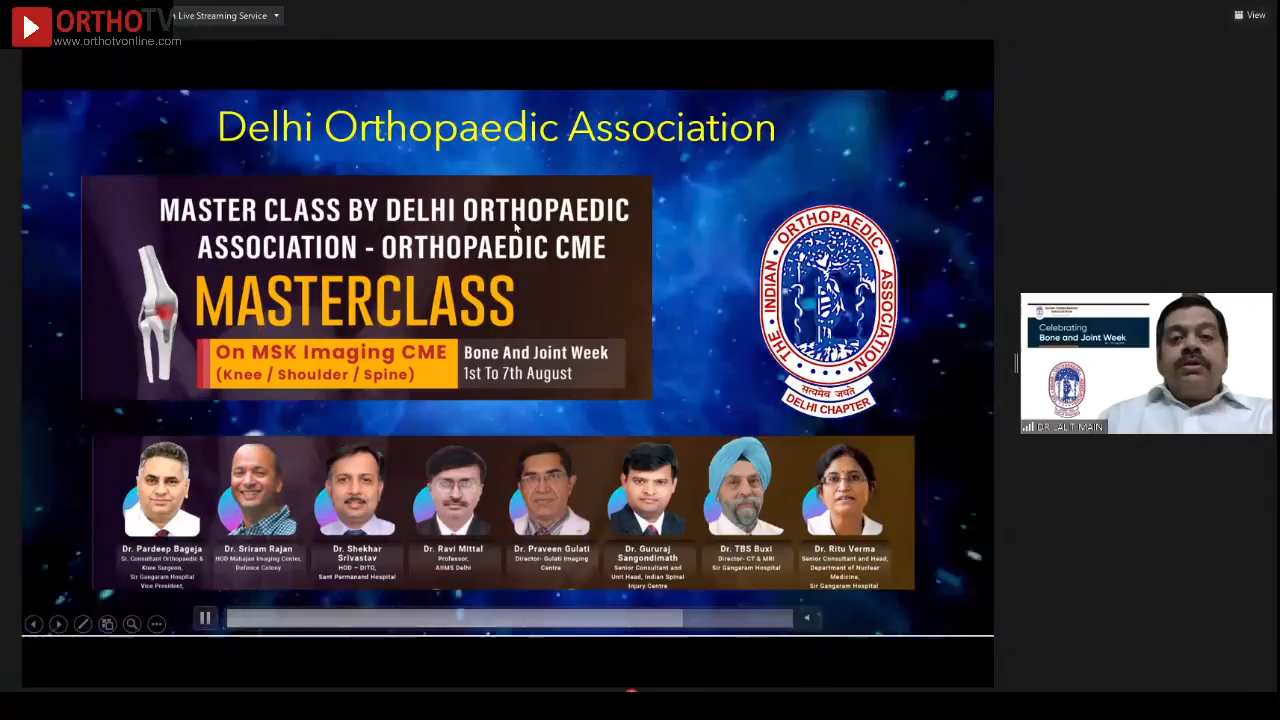 ORTHOTV
www.orthotvonline.com
Live Streaming Service
View
Delhi Orthopaedic Association
MASTER CLASS BY DELHI ORTHOPAEDIC
ASSOCIATION - ORTHOPAEDIC CME
MASTERCLASS
On MSK Imaging CME
(Knee / Shoulder / Spine)
Bone And Joint Week
1st To 7th August
THE INDIAN ORTHOPAEDIC ASSOCIATION
सत्यमेव जयते
DELHI CHAPTER
Celebrating
Bone and Joint Week
DR LALIT MAIN
Dr. Pardeep Bageja
Sr. Consultant Orthopaedic &
Knee Surgeon,
Sir Gangaram Hospital
Vice President,
Dr. Sriram Rajan
HOD Mahajan Imaging Center,
Defence Colony
Dr. Shekhar
Srivastav
HOD – DITO,
Sant Parmanand Hospital
Dr. Ravi Mittal
Professor,
AIIMS Delhi
Dr. Praveen Gulati
Director- Gulati Imaging
Centre
Dr. Gururaj
Sangondimath
Senior Consultant and
Unit Head, Indian Spinal
Injury Centre
Dr. TBS Buxi
Director- CT & MRI
Sir Gangaram Hospital
Dr. Ritu Verma
Senior Consultant and Head,
Department of Nuclear
Medicine,
Sir Gangaram Hospital